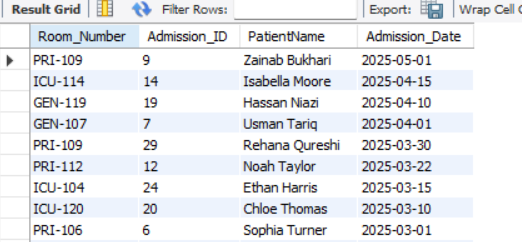 Result Grid Filter Rows: Export: Wrap Cell C
Room_Number Admission_ID PatientName Admission_Date
PRI-109 9 Zainab Bukhari 2025-05-01
ICU-114 14 Isabella Moore 2025-04-15
GEN-119 19 Hassan Niazi 2025-04-10
GEN-107 7 Usman Tariq 2025-04-01
PRI-109 29 Rehana Qureshi 2025-03-30
PRI-112 12 Noah Taylor 2025-03-22
ICU-104 24 Ethan Harris 2025-03-15
ICU-120 20 Chloe Thomas 2025-03-10
PRI-106 6 Sophia Turner 2025-03-01